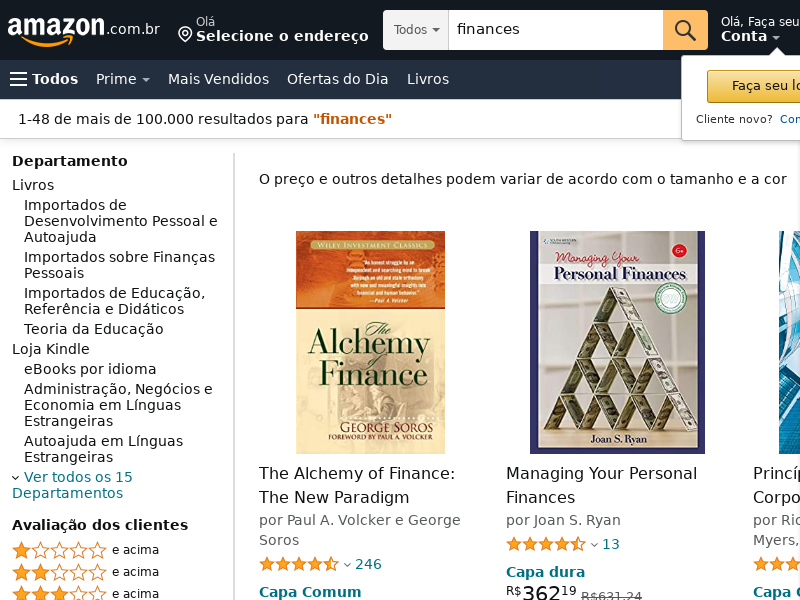 amazon.com.br
Olá
Selecione o endereço
Todos
finances
Olá, Faça seu
Conta
Todos
Prime
Mais Vendidos
Ofertas do Dia
Livros
Faça seu lo
Cliente novo? Com
1-48 de mais de 100.000 resultados para "finances"
Departamento
Livros
Importados de
Desenvolvimento Pessoal e
Autoajuda
Importados sobre Finanças
Pessoais
Importados de Educação,
Referência e Didáticos
Teoria da Educação
Loja Kindle
eBooks por idioma
Administração, Negócios e
Economia em Línguas
Estrangeiras
Autoajuda em Línguas
Estrangeiras
Ver todos os 15
Departamentos
Avaliação dos clientes
e acima
e acima
e acima
O preço e outros detalhes podem variar de acordo com o tamanho e a cor
WILEY INVESTMENT CLASSICS
"An honest struggle by an
independent and searching mind to break
through old and stale orthodoxy
with new and meaningful insights into
financial and human behavior."
—Paul A. Volcker
The
Alchemy
of
Finance
GEORGE SOROS
FOREWORD BY PAUL A. VOLCKER
The Alchemy of Finance:
The New Paradigm
por Paul A. Volcker e George
Soros
246
Capa Comum
Managing Your
6e
Personal Finances
Joan S. Ryan
Managing Your Personal
Finances
por Joan S. Ryan
13
Capa dura
R$36219 R$631,24
Princíp
Corpo
por Ric
Myers,
Capa C